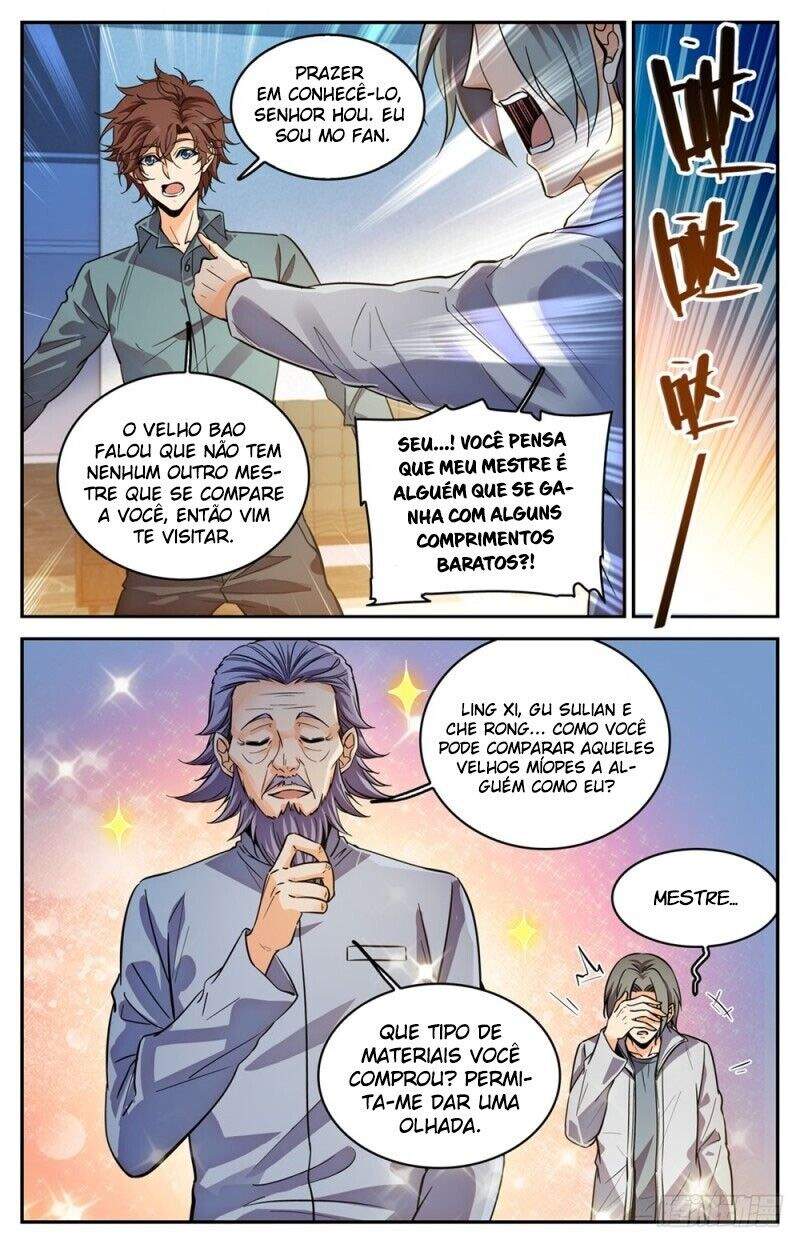 PRAZER
EM CONHECÊ-LO,
SENHOR HOU. EU
SOU MO FAN.
O VELHO BAO
FALOU QUE NÃO TEM
NENHUM OUTRO MES-
TRE QUE SE COMPARE
A VOCÊ, ENTÃO VIM
TE VISITAR.
SEU...! VOCÊ PENSA
QUE MEU MESTRE É
ALGUÉM QUE SE GA-
NHA COM ALGUNS
COMPRIMENTOS
BARATOS?!
LING XI, GU SULIAN E
CHE RONG... COMO VOCÊ
PODE COMPARAR AQUELES
VELHOS MÍOPES A AL-
GUÉM COMO EU?
MESTRE...
QUE TIPO DE
MATERIAIS VOCÊ
COMPROU? PERMI-
TA-ME DAR UMA
OLHADA.